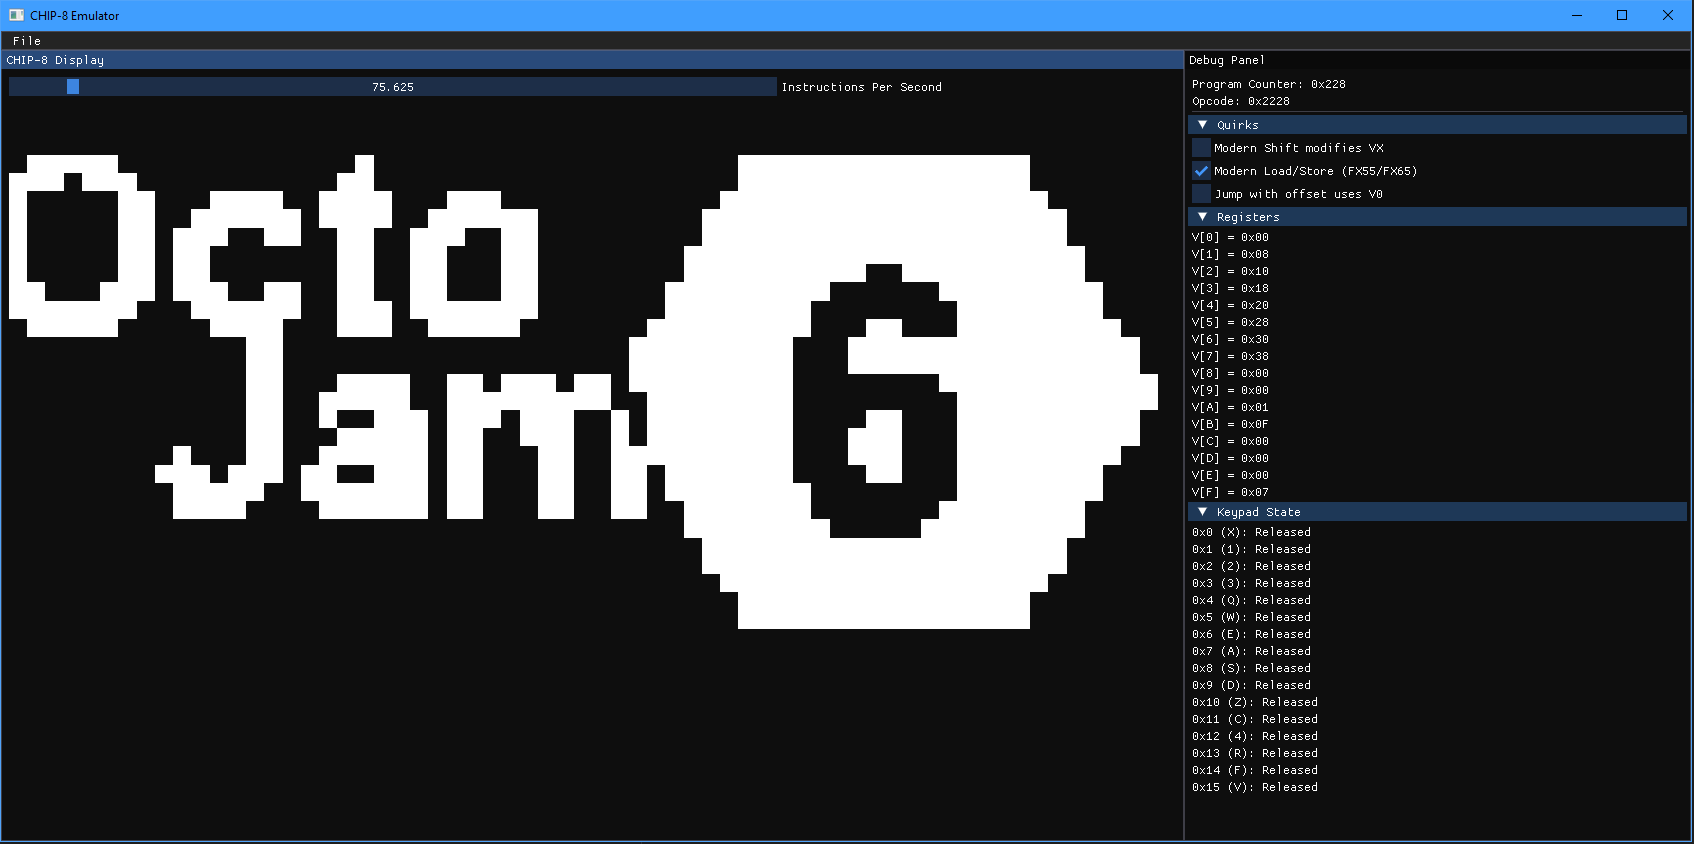 CHIP-8 Emulator
File
CHIP-8 Display
75.625 Instructions Per Second
Octo
Jam
6
Debug Panel
Program Counter: 0x228
Opcode: 0x2228
Quirks
Modern Shift modifies VX
Modern Load/Store (FX55/FX65)
Jump with offset uses V0
Registers
V[0] = 0x00
V[1] = 0x08
V[2] = 0x10
V[3] = 0x18
V[4] = 0x20
V[5] = 0x28
V[6] = 0x30
V[7] = 0x38
V[8] = 0x00
V[9] = 0x00
V[A] = 0x01
V[B] = 0x0F
V[C] = 0x00
V[D] = 0x00
V[E] = 0x00
V[F] = 0x07
Keypad State
0x0 (X): Released
0x1 (1): Released
0x2 (2): Released
0x3 (3): Released
0x4 (Q): Released
0x5 (W): Released
0x6 (E): Released
0x7 (A): Released
0x8 (S): Released
0x9 (D): Released
0x10 (Z): Released
0x11 (C): Released
0x12 (4): Released
0x13 (R): Released
0x14 (F): Released
0x15 (V): Released